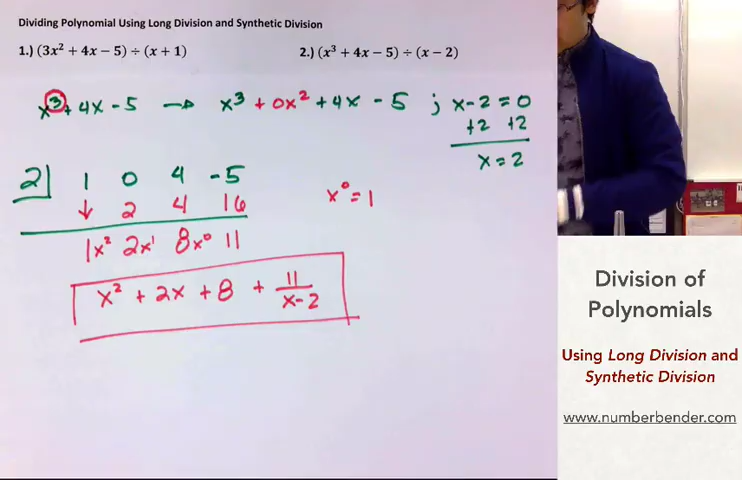 Dividing Polynomial Using Long Division and Synthetic Division
1.) (3x² + 4x − 5) ÷ (x + 1) 2.) (x³ + 4x − 5) ÷ (x − 2)
x³ + 4x - 5 → x³ + 0x² + 4x - 5 ; x - 2 = 0
+2 +2
x = 2
2| 1 0 4 -5
↓ 2 4 16
x⁰ = 1
1x² 2x¹ 8x⁰ 11
x² + 2x + 8 + 11/(x - 2)
Division of
Polynomials
Using Long Division and
Synthetic Division
www.numberbender.com